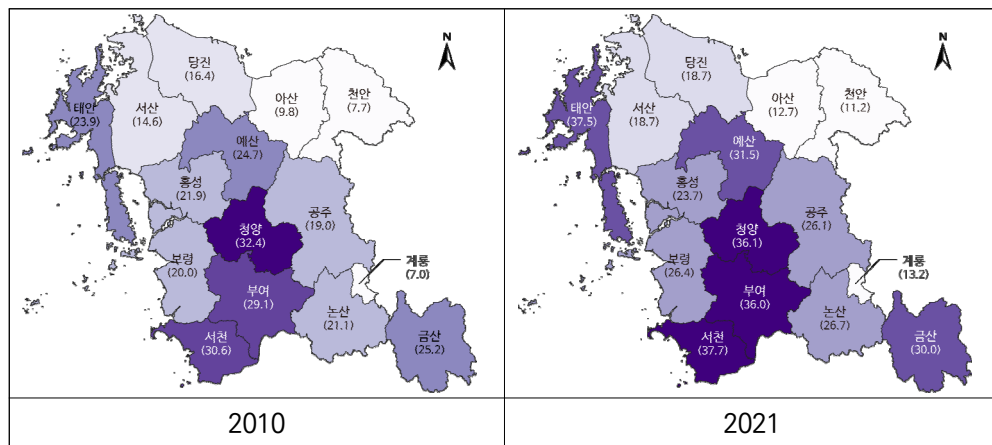 N
당진
(16.4)
아산
(9.8)
천안
(7.7)
태안
(23.9)
서산
(14.6)
예산
(24.7)
홍성
(21.9)
공주
(19.0)
청양
(32.4)
보령
(20.0)
계룡
(7.0)
부여
(29.1)
논산
(21.1)
서천
(30.6)
금산
(25.2)
2010
N
당진
(18.7)
아산
(12.7)
천안
(11.2)
태안
(37.5)
서산
(18.7)
예산
(31.5)
홍성
(23.7)
공주
(26.1)
청양
(36.1)
보령
(26.4)
계룡
(13.2)
부여
(36.0)
논산
(26.7)
서천
(37.7)
금산
(30.0)
2021